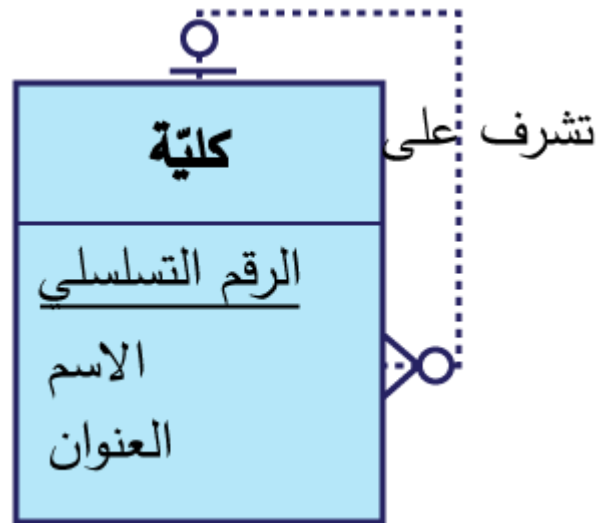 تشرف على
كليّة
الرقم التسلسلي
الاسم
العنوان